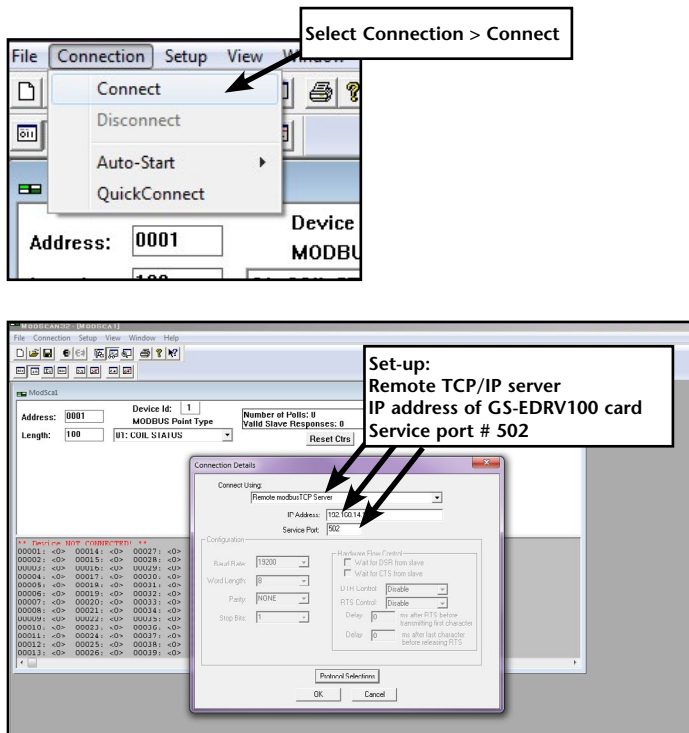 Select Connection > Connect
File Connection Setup View Window
Connect
Disconnect
Auto-Start
QuickConnect
Address: 0001
Device
MODBU
100
MODSCAN32 - [MODSCA1]
File Connection Setup View Window Help
Set-up:
Remote TCP/IP server
IP address of GS-EDRV100 card
Service port # 502
ModSca1
Address: 0001
Device Id: 1
MODBUS Point Type
Number of Polls: 0
Valid Slave Responses: 0
Length: 100
01: COIL STATUS
Reset Ctrs
Connection Details
Connect Using:
Remote modbusTCP Server
IP Address: 192.168.14.
Service Port: 502
Configuration
Baud Rate: 19200
Word Length: 8
Parity: NONE
Stop Bits: 1
Hardware Flow Control
Wait for DSR from slave
Wait for CTS from slave
DTR Control: Disable
RTS Control: Disable
Delay 0 ms after RTS before
transmitting first character
Delay 0 ms after last character
before releasing RTS
Protocol Selections
OK Cancel
** Device NOT CONNECTED! **
00001: <0> 00014: <0> 00027: <0>
00002: <0> 00015: <0> 00028: <0>
00003: <0> 00016: <0> 00029: <0>
00004: <0> 00017: <0> 00030: <0>
00005: <0> 00018: <0> 00031: <0>
00006: <0> 00019: <0> 00032: <0>
00007: <0> 00020: <0> 00033: <0>
00008: <0> 00021: <0> 00034: <0>
00009: <0> 00022: <0> 00035: <0>
00010: <0> 00023: <0> 00036: <0>
00011: <0> 00024: <0> 00037: <0>
00012: <0> 00025: <0> 00038: <0>
00013: <0> 00026: <0> 00039: <0>